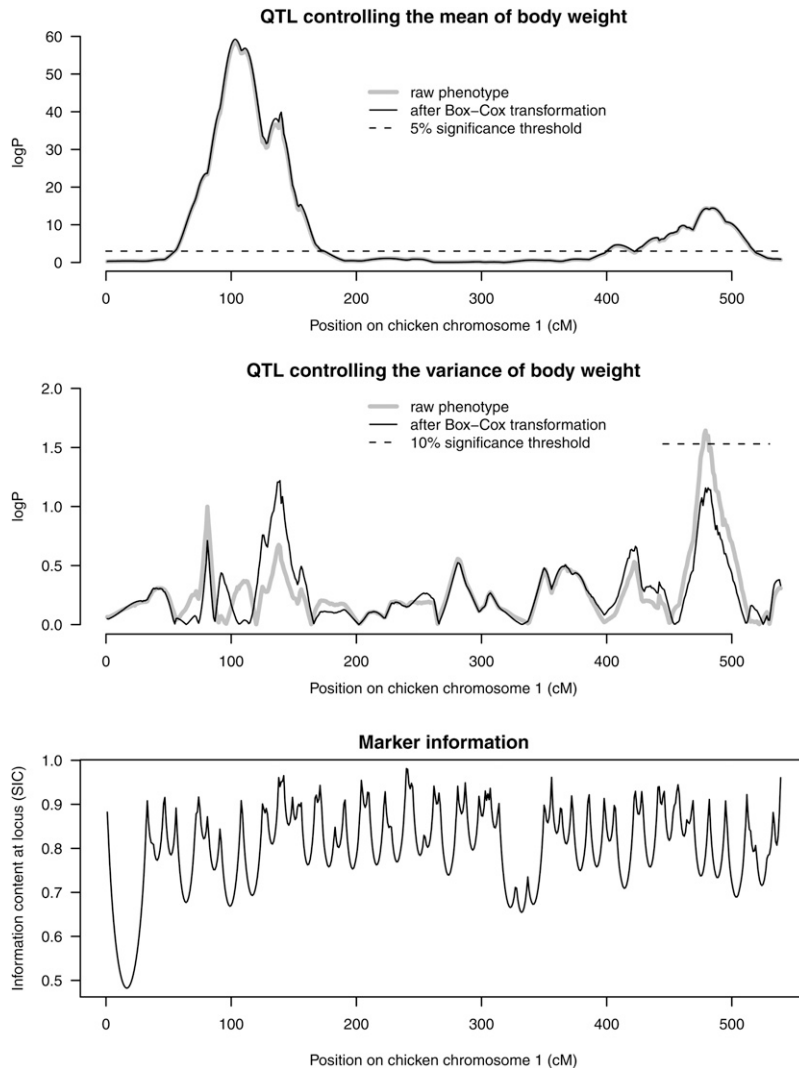 QTL controlling the mean of body weight
60
50
40
30
20
10
0
logP
raw phenotype
after Box−Cox transformation
5% significance threshold
0 100 200 300 400 500
Position on chicken chromosome 1 (cM)
QTL controlling the variance of body weight
2.0
1.5
1.0
0.5
0.0
logP
raw phenotype
after Box−Cox transformation
10% significance threshold
0 100 200 300 400 500
Position on chicken chromosome 1 (cM)
Marker information
1.0
0.9
0.8
0.7
0.6
0.5
Information content at locus (SIC)
0 100 200 300 400 500
Position on chicken chromosome 1 (cM)